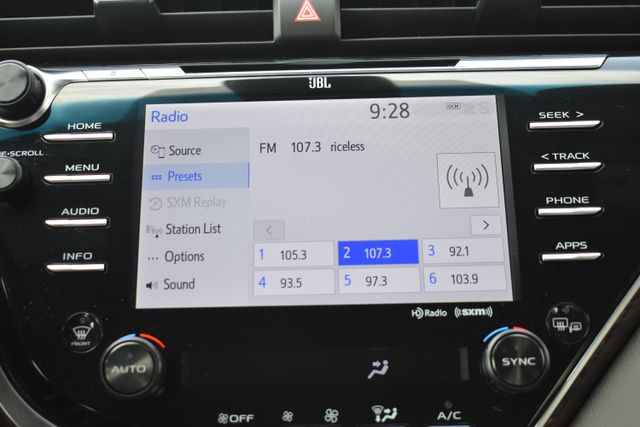 JBL
Radio
9:28
DCM
HOME
MENU
AUDIO
INFO
SEEK >
< TRACK
PHONE
APPS
Source
FM 107.3 riceless
Presets
SXM Replay
Station List
< >
1 105.3 2 107.3 3 92.1
Options
Sound
4 93.5 5 97.3 6 103.9
HD Radio ((sxm))
FRONT
AUTO
SYNC
OFF
A/C